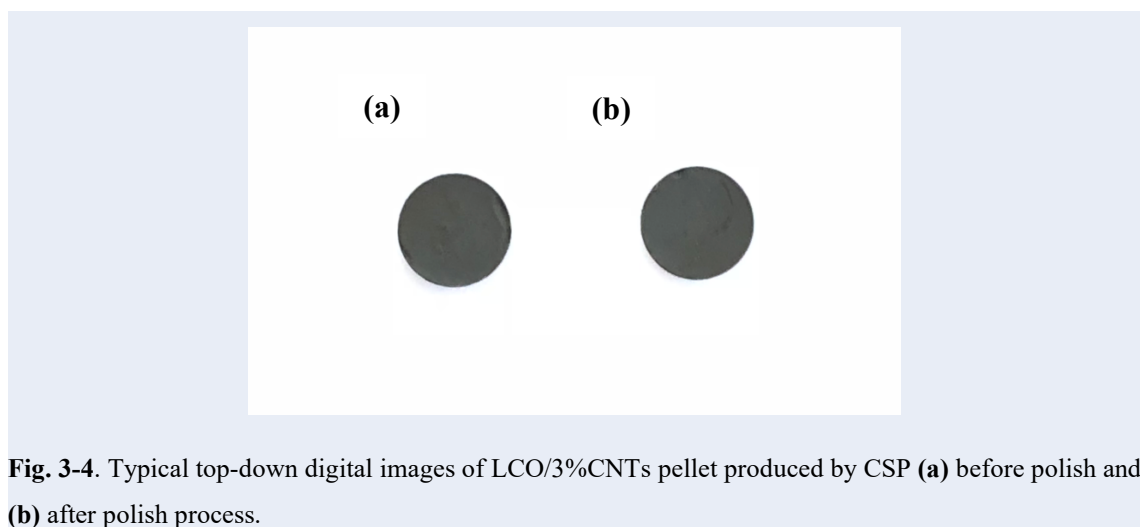 (a) (b)
Fig. 3-4. Typical top-down digital images of LCO/3%CNTs pellet produced by CSP (a) before polish and
(b) after polish process.